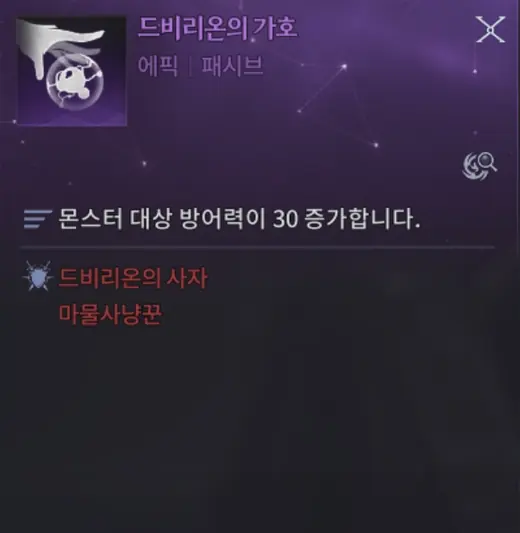 드비리온의 가호
에픽 | 패시브
몬스터 대상 방어력이 30 증가합니다.
드비리온의 사자
마물사냥꾼